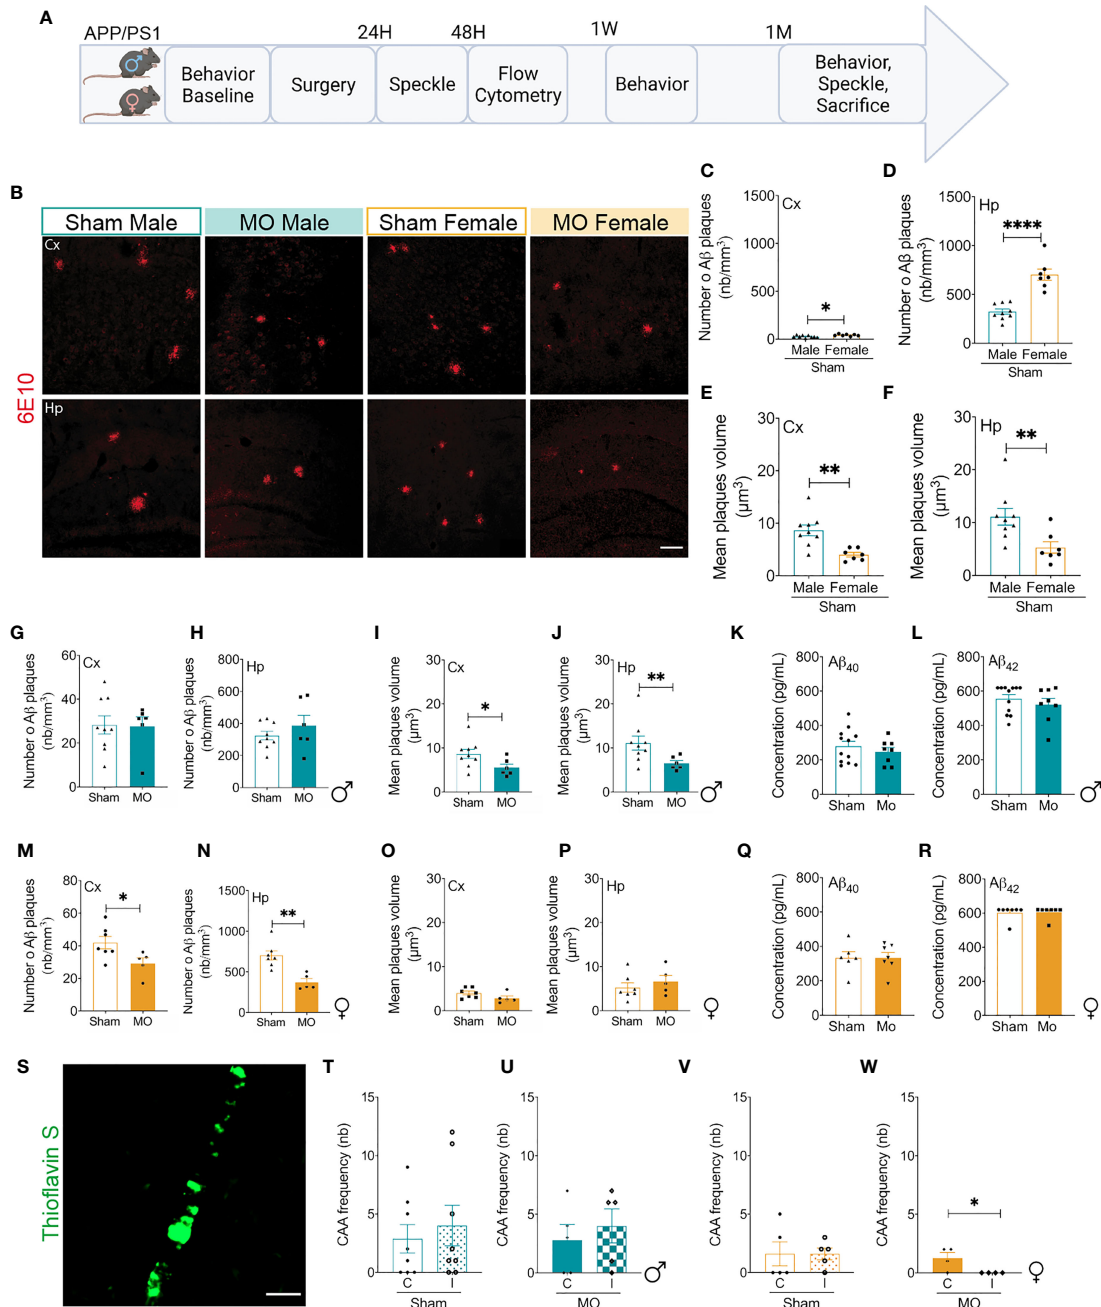 A
APP/PS1
24H
48H
1W
1M
Behavior
Baseline
Surgery
Speckle
Flow
Cytometry
Behavior
Behavior,
Speckle,
Sacrifice
B
Sham Male
MO Male
Sham Female
MO Female
Cx
Hp
6E10
C
Number o Aβ plaques
(nb/mm³)
1500
1000
500
0
Cx
*
Male Female
Sham
D
Number o Aβ plaques
(nb/mm³)
1500
1000
500
0
Hp
****
Male Female
Sham
E
Mean plaques volume
(μm³)
30
20
10
0
Cx
**
Male Female
Sham
F
Mean plaques volume
(μm³)
30
20
10
0
Hp
**
Male Female
Sham
G
Number o Aβ plaques
(nb/mm³)
60
40
20
0
Cx
Sham MO
H
Number o Aβ plaques
(nb/mm³)
800
600
400
200
0
Hp
Sham MO
♂
I
Mean plaques volume
(μm³)
30
20
10
0
Cx
*
Sham MO
J
Mean plaques volume
(μm³)
30
20
10
0
Hp
**
Sham MO
♂
K
Concentration (pg/mL)
800
600
400
200
0
Aβ₄₀
Sham Mo
L
Concentration (pg/mL)
800
600
400
200
0
Aβ₄₂
Sham Mo
♂
M
Number o Aβ plaques
(nb/mm³)
80
60
40
20
0
Cx
*
Sham MO
N
Number o Aβ plaques
(nb/mm³)
1500
1000
500
0
Hp
**
Sham MO
♀
O
Mean plaques volume
(μm³)
30
20
10
0
Cx
Sham MO
P
Mean plaques volume
(μm³)
30
20
10
0
Hp
Sham MO
♀
Q
Concentration (pg/mL)
800
600
400
200
0
Aβ₄₀
Sham Mo
R
Concentration (pg/mL)
800
600
400
200
0
Aβ₄₂
Sham Mo
♀
S
Thioflavin S
T
CAA frequency (nb)
15
10
5
0
C I
Sham
U
CAA frequency (nb)
15
10
5
0
C I
MO
♂
V
CAA frequency (nb)
15
10
5
0
C I
Sham
W
CAA frequency (nb)
15
10
5
0
*
C I
MO
♀